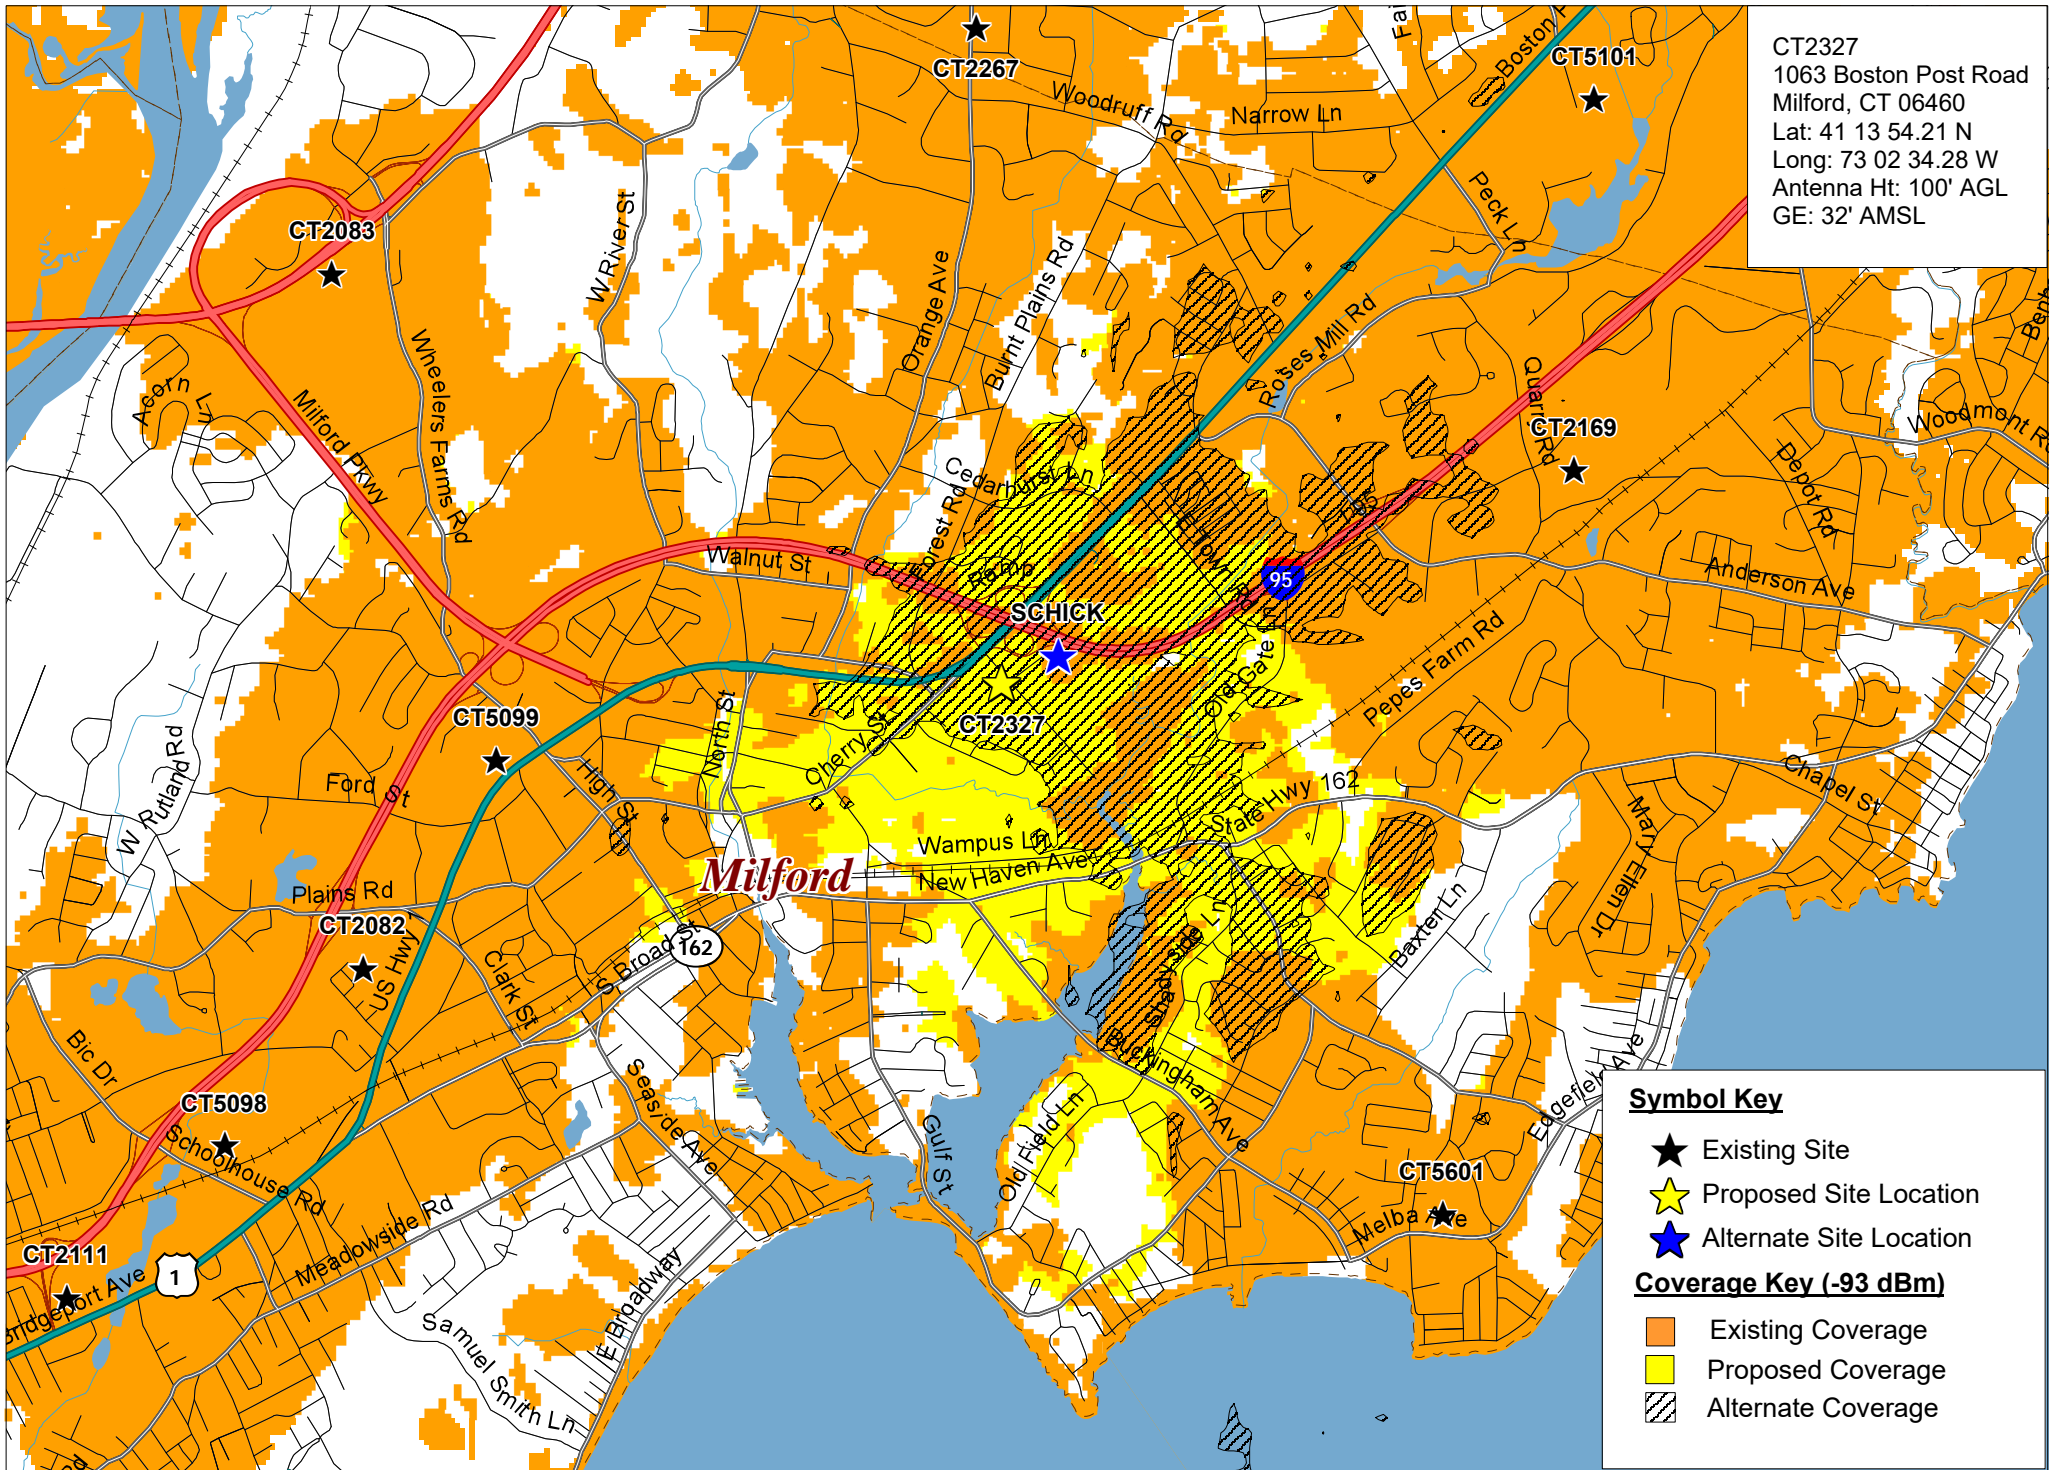 CT2327
1063 Boston Post Road
Milford, CT 06460
Lat: 41 13 54.21 N
Long: 73 02 34.28 W
Antenna Ht: 100' AGL
GE: 32' AMSL
CT2267
CT5101
Boston
Woodruff Rd
Narrow Ln
Peck Ln
CT2083
W River St
Orange Ave
Burnt Plains Rd
Roses Mill Rd
Acorn Ln
Milford Pkwy
Wheelers Farms Rd
Quarry Rd
CT2169
Woodmont
Depot Rd
Cedarhurst Ln
Forest Rd
Walnut St
Ramp
I-95
95
Anderson Ave
SCHICK
Old Gate Ln
Pepes Farm Rd
CT5099
North St
CT2327
Cherry St
W Rutland Rd
Ford St
High St
State Hwy 162
Chapel St
Mary Ellen Dr
Wampus Ln
New Haven Ave
Milford
Plains Rd
CT2082
US Hwy 1
Clark St
S Broad St
162
Shadyside Ln
Baxter Ln
Bic Dr
Buckingham Ave
Edgefield Ave
CT5098
Schoolhouse Rd
Seaside Ave
Gulf St
Old Field Ln
CT5601
Melba Ave
Meadowside Rd
CT2111
Bridgeport Ave
1
E Broadway
Samuel Smith Ln
Symbol Key
Existing Site
Proposed Site Location
Alternate Site Location
Coverage Key (-93 dBm)
Existing Coverage
Proposed Coverage
Alternate Coverage